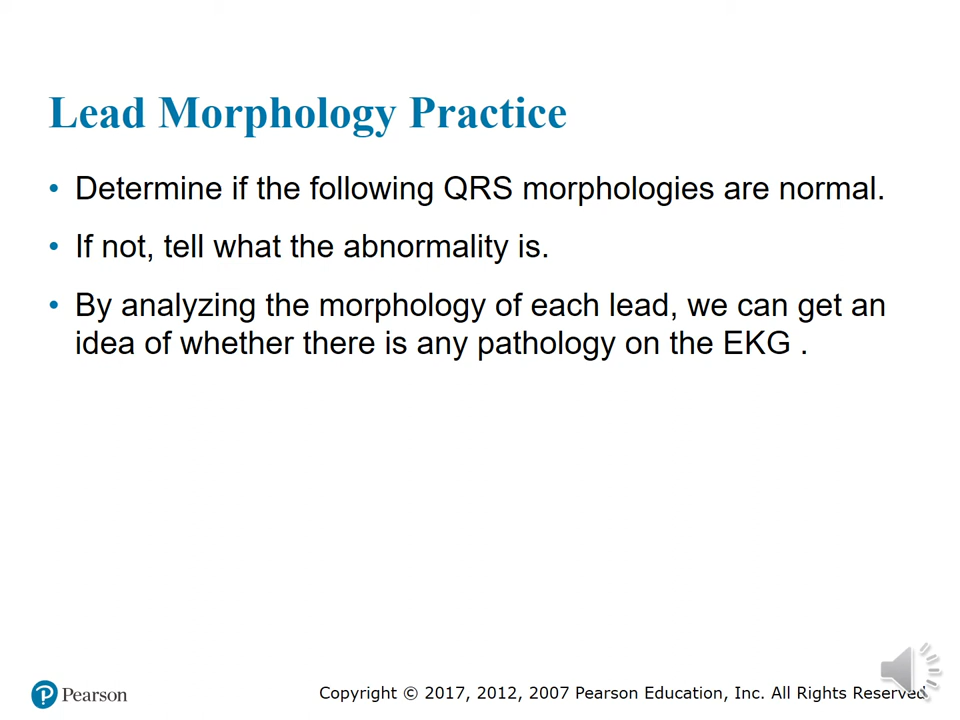 Lead Morphology Practice
• Determine if the following QRS morphologies are normal.
• If not, tell what the abnormality is.
• By analyzing the morphology of each lead, we can get an
idea of whether there is any pathology on the EKG .
P Pearson
Copyright © 2017, 2012, 2007 Pearson Education, Inc. All Rights Reserved